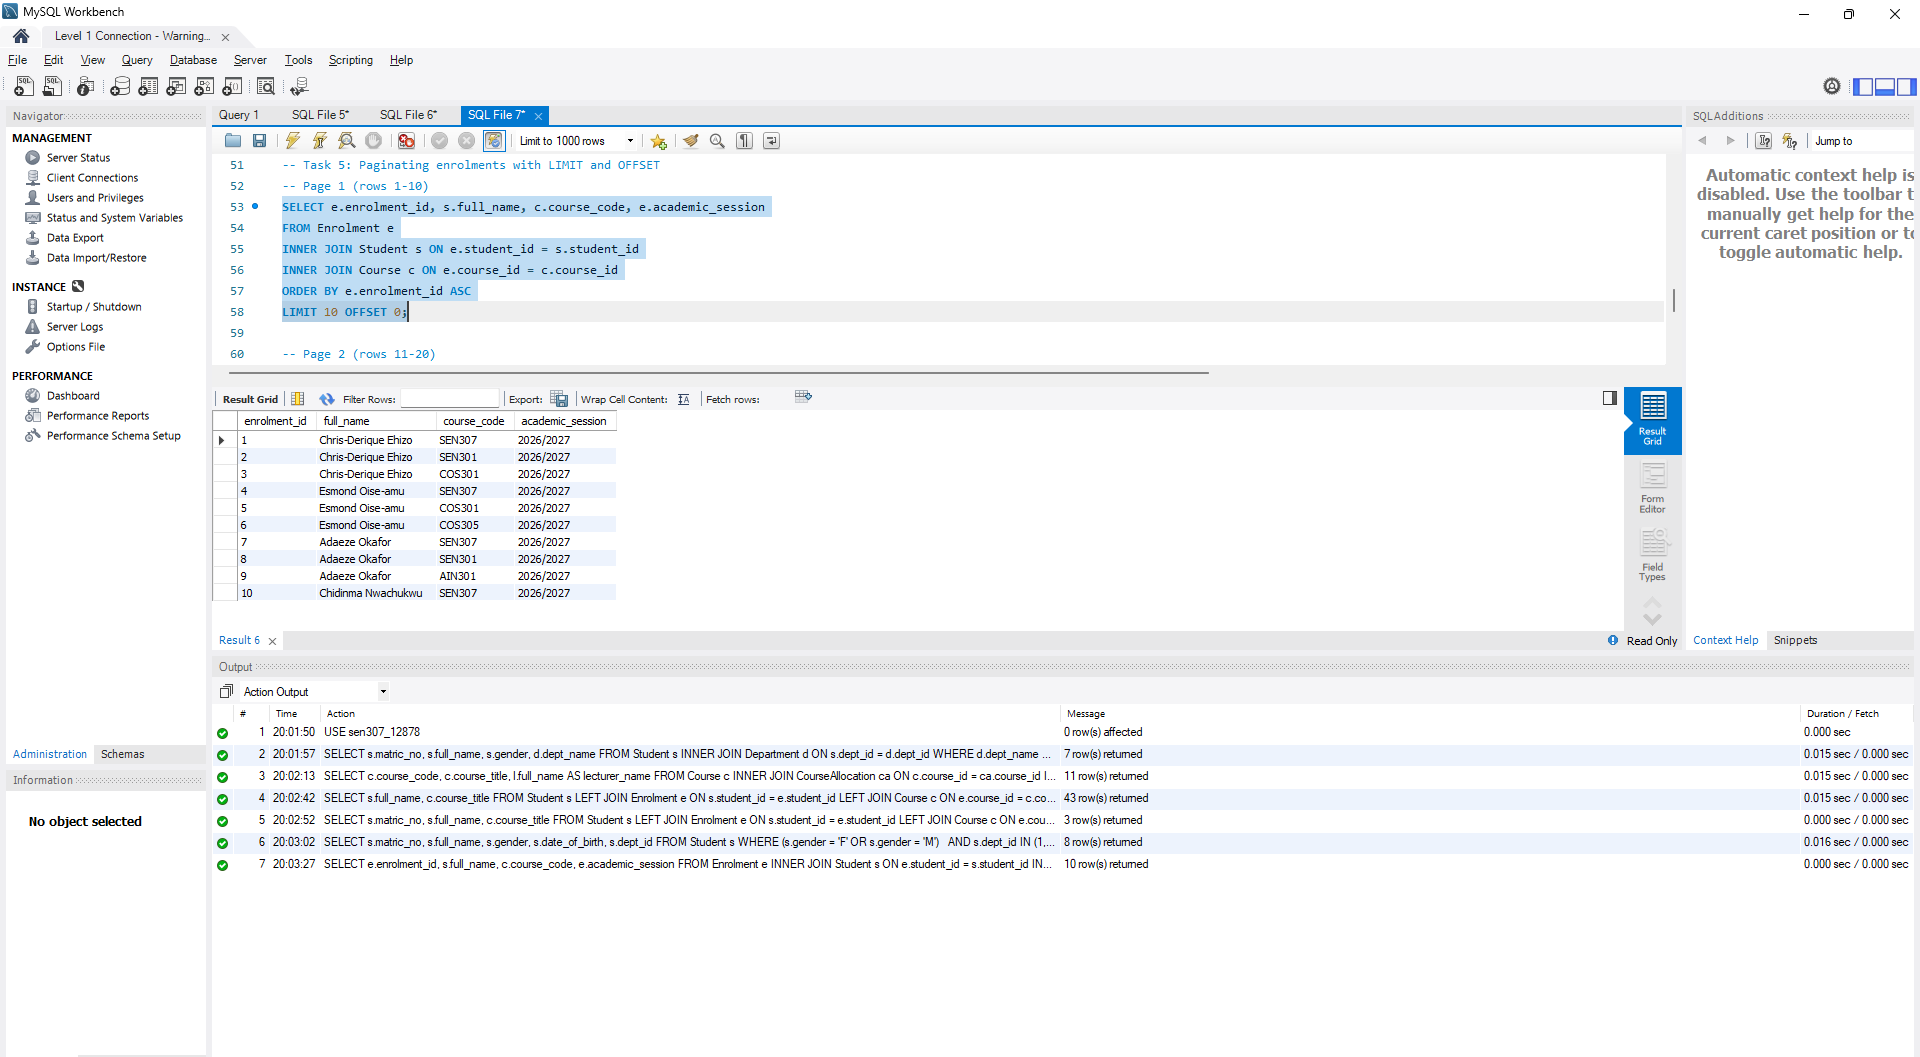 MySQL Workbench
Level 1 Connection - Warning...
File Edit View Query Database Server Tools Scripting Help
Navigator
MANAGEMENT
Server Status
Client Connections
Users and Privileges
Status and System Variables
Data Export
Data Import/Restore
INSTANCE
Startup / Shutdown
Server Logs
Options File
PERFORMANCE
Dashboard
Performance Reports
Performance Schema Setup
Administration Schemas
Information
No object selected
Query 1 SQL File 5* SQL File 6* SQL File 7*
Limit to 1000 rows
51 -- Task 5: Paginating enrolments with LIMIT and OFFSET
52 -- Page 1 (rows 1-10)
53 SELECT e.enrolment_id, s.full_name, c.course_code, e.academic_session
54 FROM Enrolment e
55 INNER JOIN Student s ON e.student_id = s.student_id
56 INNER JOIN Course c ON e.course_id = c.course_id
57 ORDER BY e.enrolment_id ASC
58 LIMIT 10 OFFSET 0;
59
60 -- Page 2 (rows 11-20)
Result Grid Filter Rows: Export: Wrap Cell Content: Fetch rows:
enrolment_id full_name course_code academic_session
1 Chris-Derique Ehizo SEN307 2026/2027
2 Chris-Derique Ehizo SEN301 2026/2027
3 Chris-Derique Ehizo COS301 2026/2027
4 Esmond Oise-amu SEN307 2026/2027
5 Esmond Oise-amu COS301 2026/2027
6 Esmond Oise-amu COS305 2026/2027
7 Adaeze Okafor SEN307 2026/2027
8 Adaeze Okafor SEN301 2026/2027
9 Adaeze Okafor AIN301 2026/2027
10 Chidinma Nwachukwu SEN307 2026/2027
Result Grid
Form Editor
Field Types
Result 6
Read Only
SQLAdditions
Jump to
Automatic context help is
disabled. Use the toolbar t
manually get help for the
current caret position or to
toggle automatic help.
Context Help Snippets
Output
Action Output
# Time Action Message Duration / Fetch
1 20:01:50 USE sen307_12878 0 row(s) affected 0.000 sec
2 20:01:57 SELECT s.matric_no, s.full_name, s.gender, d.dept_name FROM Student s INNER JOIN Department d ON s.dept_id = d.dept_id WHERE d.dept_name ... 7 row(s) returned 0.015 sec / 0.000 sec
3 20:02:13 SELECT c.course_code, c.course_title, l.full_name AS lecturer_name FROM Course c INNER JOIN CourseAllocation ca ON c.course_id = ca.course_id I... 11 row(s) returned 0.015 sec / 0.000 sec
4 20:02:42 SELECT s.full_name, c.course_title FROM Student s LEFT JOIN Enrolment e ON s.student_id = e.student_id LEFT JOIN Course c ON e.course_id = c.co... 43 row(s) returned 0.015 sec / 0.000 sec
5 20:02:52 SELECT s.matric_no, s.full_name, c.course_title FROM Student s LEFT JOIN Enrolment e ON s.student_id = e.student_id LEFT JOIN Course c ON e.cou... 3 row(s) returned 0.000 sec / 0.000 sec
6 20:03:02 SELECT s.matric_no, s.full_name, s.gender, s.date_of_birth, s.dept_id FROM Student s WHERE (s.gender = 'F' OR s.gender = 'M') AND s.dept_id IN (1,... 8 row(s) returned 0.016 sec / 0.000 sec
7 20:03:27 SELECT e.enrolment_id, s.full_name, c.course_code, e.academic_session FROM Enrolment e INNER JOIN Student s ON e.student_id = s.student_id IN... 10 row(s) returned 0.000 sec / 0.000 sec